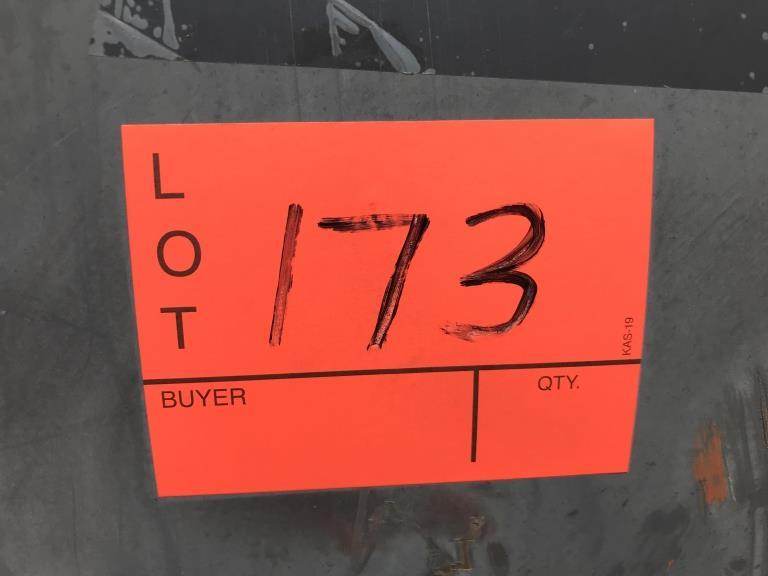 LOT
173
KAS-19
BUYER
QTY.